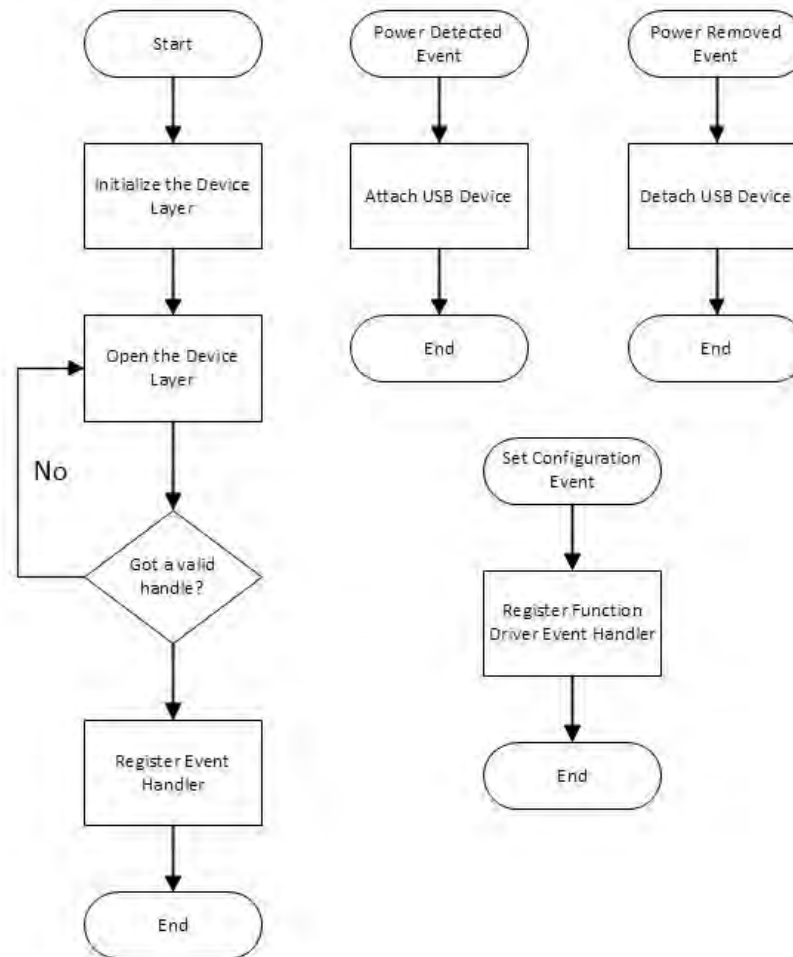 Start
Initialize the Device
Layer
Open the Device
Layer
No
Got a valid
handle?
Register Event
Handler
End
Power Detected
Event
Attach USB Device
End
Power Removed
Event
Detach USB Device
End
Set Configuration
Event
Register Function
Driver Event Handler
End